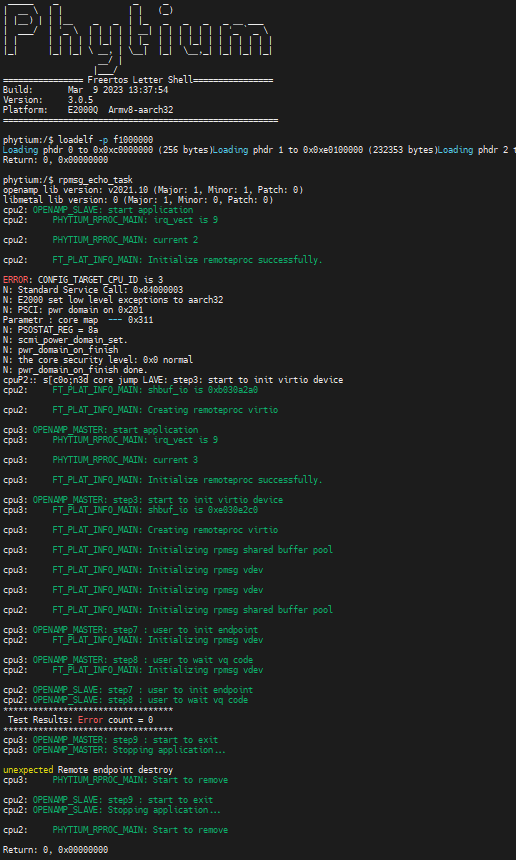 Phytium
================ Freertos Letter Shell================
Build:       Mar  9 2023 13:37:54
Version:     3.0.5
Platform:    E2000Q  Armv8-aarch32
=======================================================
phytium:/$ loadelf -p f1000000
Loading phdr 0 to 0x0xc0000000 (256 bytes)Loading phdr 1 to 0x0xe0100000 (232353 bytes)Loading phdr 2 t
Return: 0, 0x00000000
phytium:/$ rpmsg_echo_task
openamp lib version: v2021.10 (Major: 1, Minor: 1, Patch: 0)
libmetal lib version: 0 (Major: 1, Minor: 0, Patch: 0)
cpu2: OPENAMP_SLAVE: start application
cpu2:     PHYTIUM_RPROC_MAIN: irq_vect is 9
cpu2:     PHYTIUM_RPROC_MAIN: current 2
cpu2:     FT_PLAT_INFO_MAIN: Initialize remoteproc successfully.
ERROR: CONFIG_TARGET_CPU_ID is 3
N: Standard Service Call: 0x84000003
N: E2000 set low level exceptions to aarch32
N: PSCI: pwr domain on 0x201
Parametr : core map  --- 0x311
N: PSOSTAT_REG = 8a
N: scmi_power_domain_set.
N: pwr_domain_on_finish
N: the core security level: 0x0 normal
N: pwr_domain_on_finish done.
cpuP2:: s[c0o;n3d core jump LAVE: step3: start to init virtio device
cpu2:     FT_PLAT_INFO_MAIN: shbuf_io is 0xb030a2a0
cpu2:     FT_PLAT_INFO_MAIN: Creating remoteproc virtio
cpu3: OPENAMP_MASTER: start application
cpu3:     PHYTIUM_RPROC_MAIN: irq_vect is 9
cpu3:     PHYTIUM_RPROC_MAIN: current 3
cpu3:     FT_PLAT_INFO_MAIN: Initialize remoteproc successfully.
cpu3: OPENAMP_MASTER: step3: start to init virtio device
cpu3:     FT_PLAT_INFO_MAIN: shbuf_io is 0xe030e2c0
cpu3:     FT_PLAT_INFO_MAIN: Creating remoteproc virtio
cpu3:     FT_PLAT_INFO_MAIN: Initializing rpmsg shared buffer pool
cpu3:     FT_PLAT_INFO_MAIN: Initializing rpmsg vdev
cpu3:     FT_PLAT_INFO_MAIN: Initializing rpmsg vdev
cpu2:     FT_PLAT_INFO_MAIN: Initializing rpmsg shared buffer pool
cpu3: OPENAMP_MASTER: step7 : user to init endpoint
cpu2:     FT_PLAT_INFO_MAIN: Initializing rpmsg vdev
cpu3: OPENAMP_MASTER: step8 : user to wait vq code
cpu2:     FT_PLAT_INFO_MAIN: Initializing rpmsg vdev
cpu2: OPENAMP_SLAVE: step7 : user to init endpoint
cpu2: OPENAMP_SLAVE: step8 : user to wait vq code
**********************************
 Test Results: Error count = 0
**********************************
cpu3: OPENAMP_MASTER: step9 : start to exit
cpu3: OPENAMP_MASTER: Stopping application...
unexpected Remote endpoint destroy
cpu3:     PHYTIUM_RPROC_MAIN: Start to remove
cpu2: OPENAMP_SLAVE: step9 : start to exit
cpu2: OPENAMP_SLAVE: Stopping application...
cpu2:     PHYTIUM_RPROC_MAIN: Start to remove
Return: 0, 0x00000000